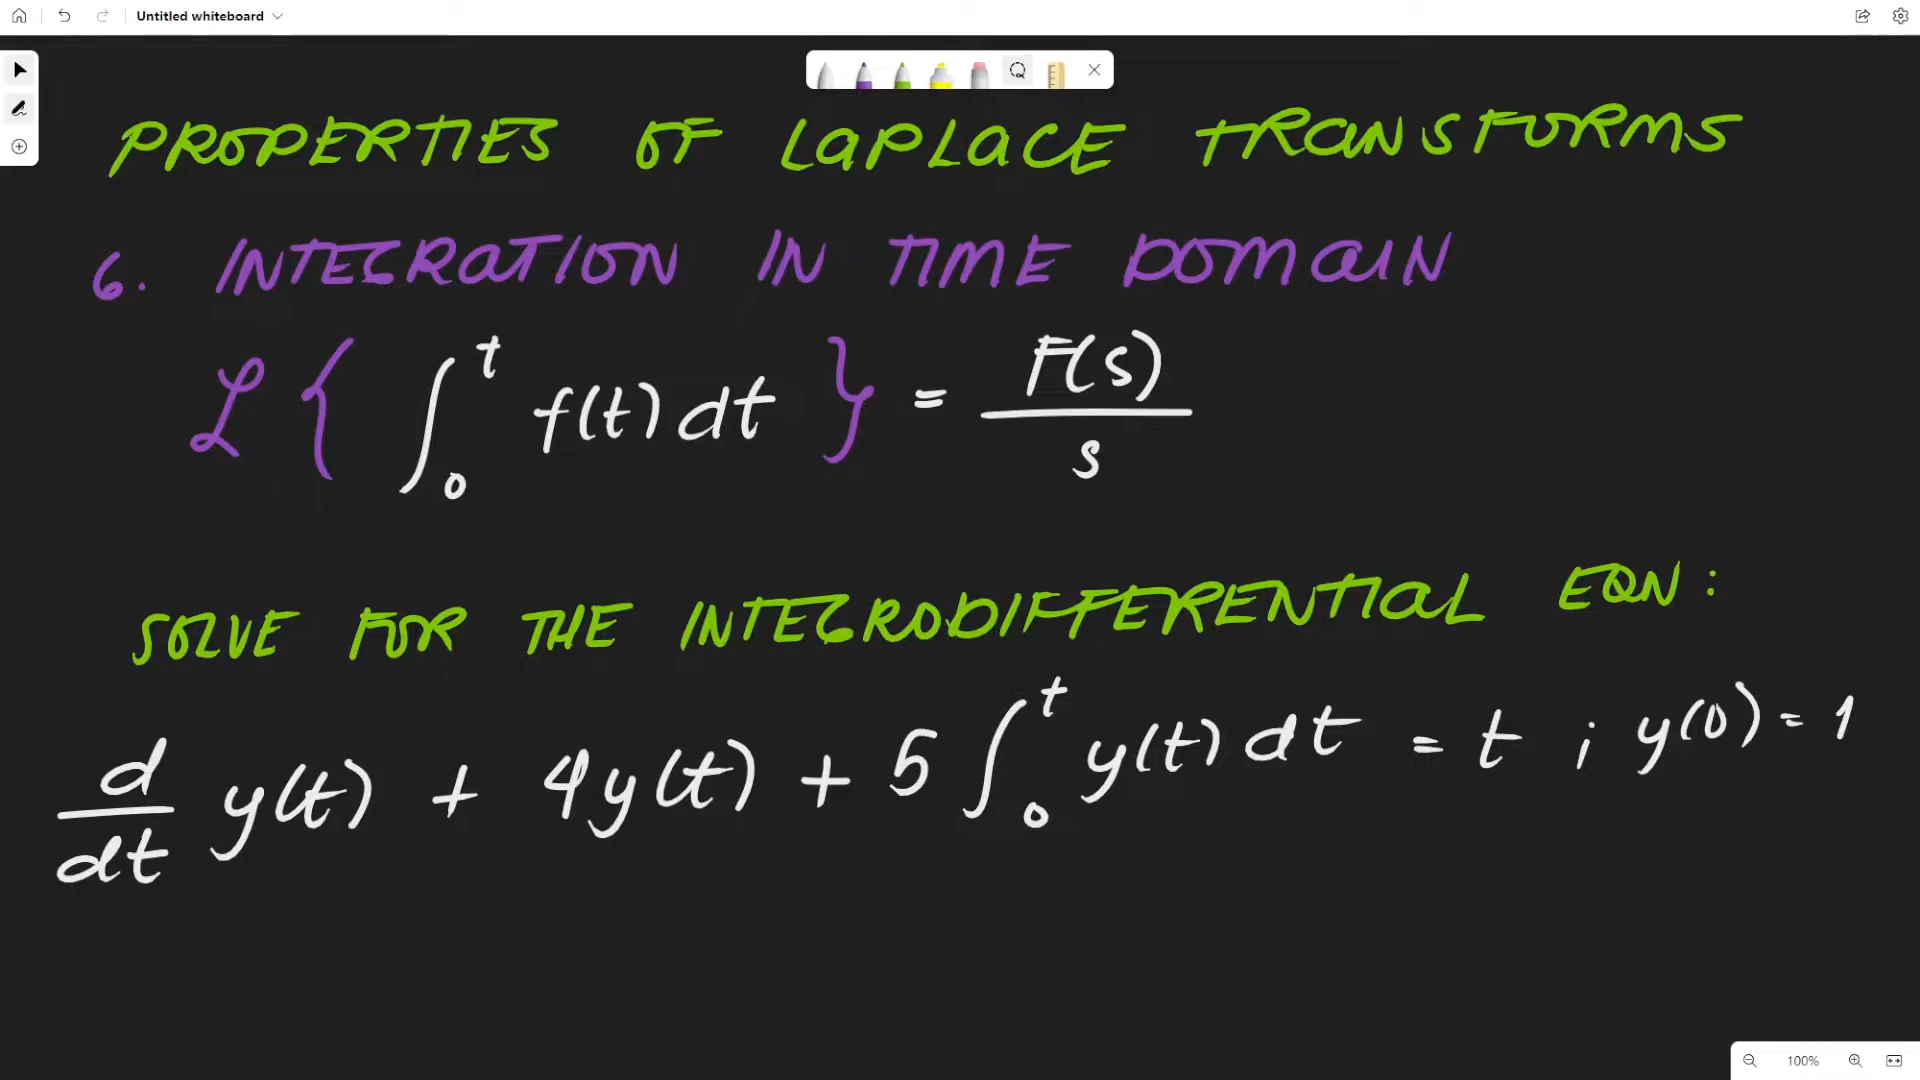 Untitled whiteboard
PROPERTIES OF LAPLACE TRANSFORMS
6. INTEGRATION IN TIME DOMAIN
ℒ { ∫₀ᵗ f(t) dt } = F(s)/s
SOLVE FOR THE INTEGRODIFFERENTIAL EQN:
d/dt y(t) + 4y(t) + 5 ∫₀ᵗ y(t) dt = t ; y(0) = 1
100%